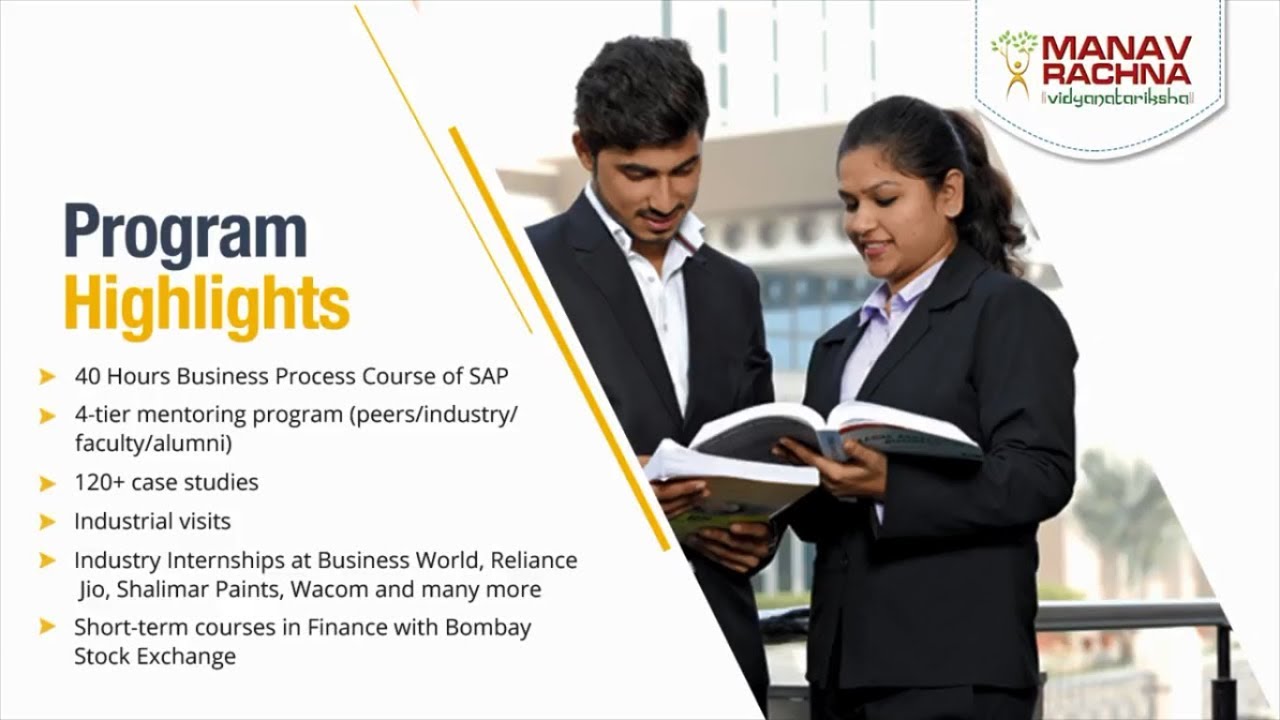 MANAV
RACHNA
vidyanatariksha
Program
Highlights
40 Hours Business Process Course of SAP
4-tier mentoring program (peers/industry/
faculty/alumni)
120+ case studies
Industrial visits
Industry Internships at Business World, Reliance
Jio, Shalimar Paints, Wacom and many more
Short-term courses in Finance with Bombay
Stock Exchange